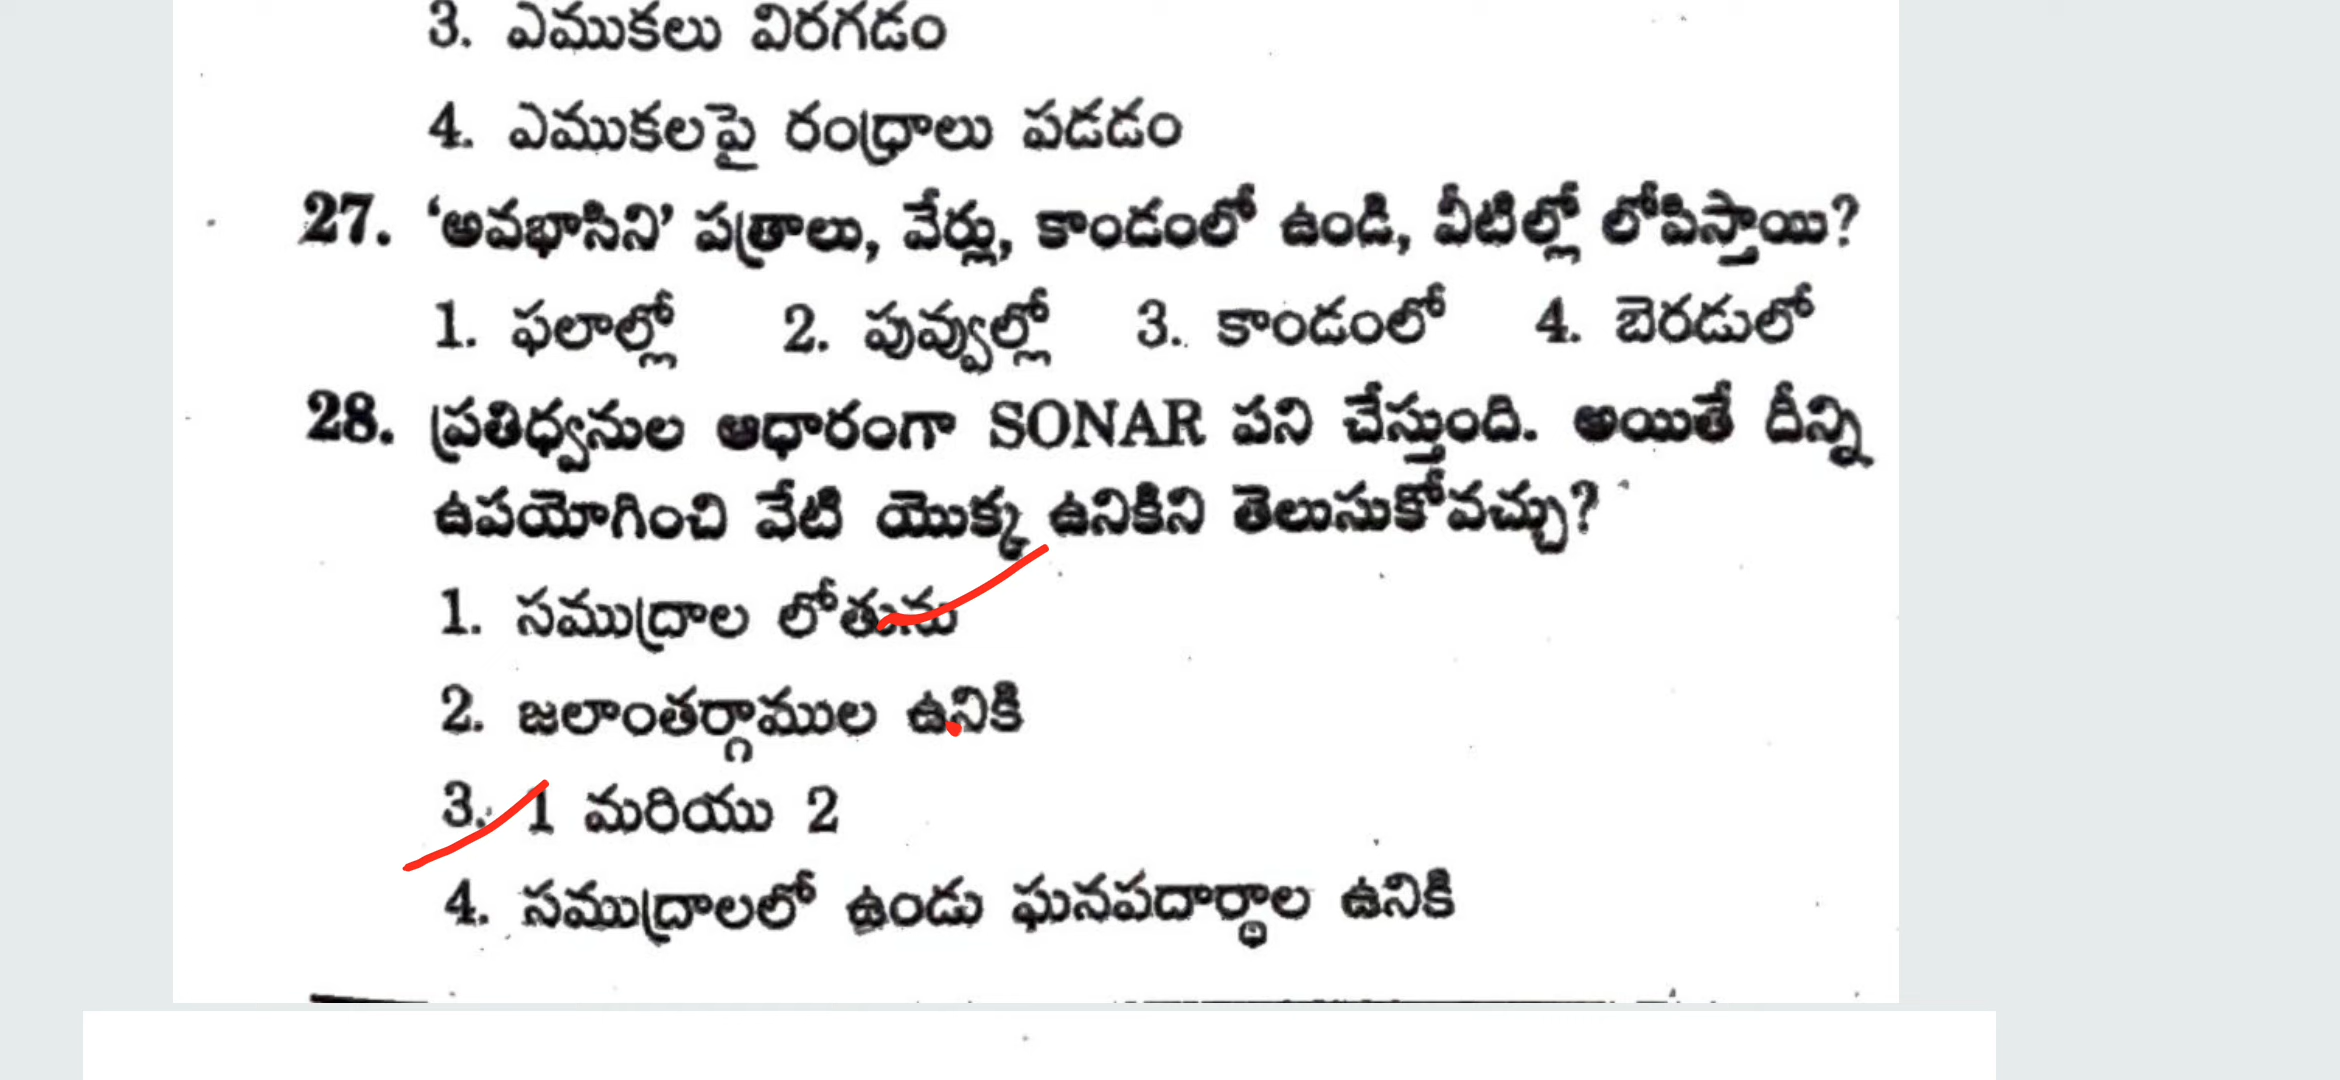 3. ఎముకలు విరగడం
4. ఎముకలపై రంధ్రాలు పడడం
27. ‘అవభాసిని’ పత్రాలు, వేర్లు, కాండంలో ఉండి, వీటిల్లో లోపిస్తాయి?
1. ఫలాల్లో 2. పువ్వుల్లో 3. కాండంలో 4. బెరడులో
28. ప్రతిధ్వనుల ఆధారంగా SONAR పని చేస్తుంది. అయితే దీన్ని
ఉపయోగించి వేటి యొక్క ఉనికిని తెలుసుకోవచ్చు?
1. సముద్రాల లోతును
2. జలాంతర్గాముల ఉనికి
3. 1 మరియు 2
4. సముద్రాలలో ఉండు ఘనపదార్థాల ఉనికి